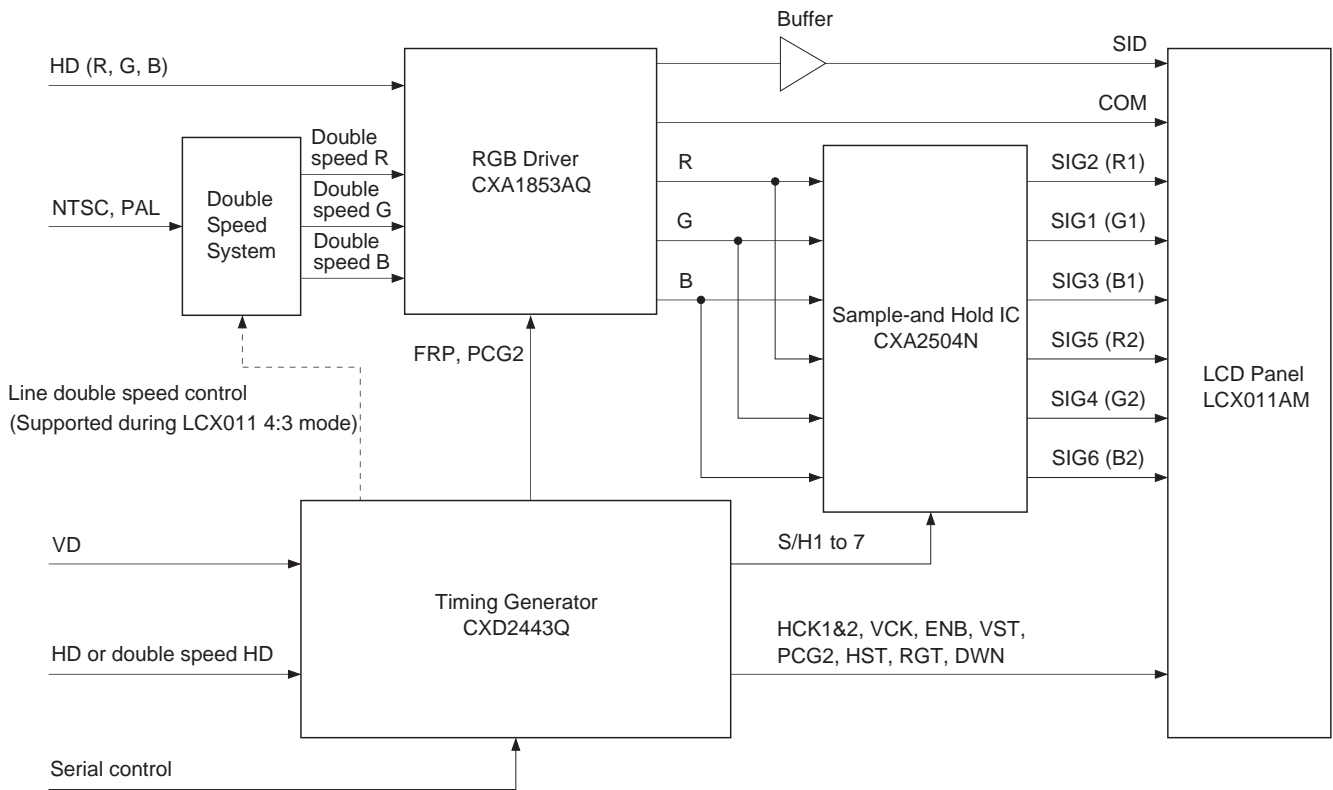 Buffer
HD (R, G, B)
SID
COM
Double
speed R
Double
speed G
Double
speed B
NTSC, PAL
Double
Speed
System
RGB Driver
CXA1853AQ
R
G
B
Sample-and Hold IC
CXA2504N
SIG2 (R1)
SIG1 (G1)
SIG3 (B1)
SIG5 (R2)
SIG4 (G2)
SIG6 (B2)
LCD Panel
LCX011AM
FRP, PCG2
Line double speed control
(Supported during LCX011 4:3 mode)
VD
S/H1 to 7
Timing Generator
CXD2443Q
HD or double speed HD
HCK1&2, VCK, ENB, VST,
PCG2, HST, RGT, DWN
Serial control